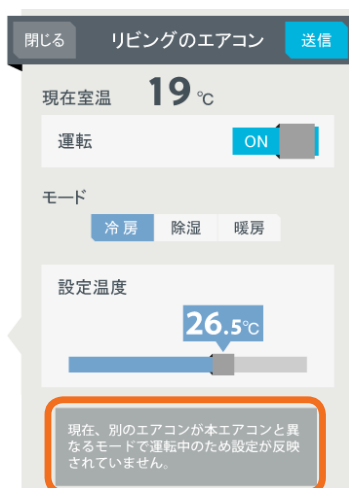 閉じる リビングのエアコン 送信
現在室温 19℃
運転 ON
モード
冷房 除湿 暖房
設定温度
26.5℃
現在、別のエアコンが本エアコンと異
なるモードで運転中のため設定が反映
されていません。